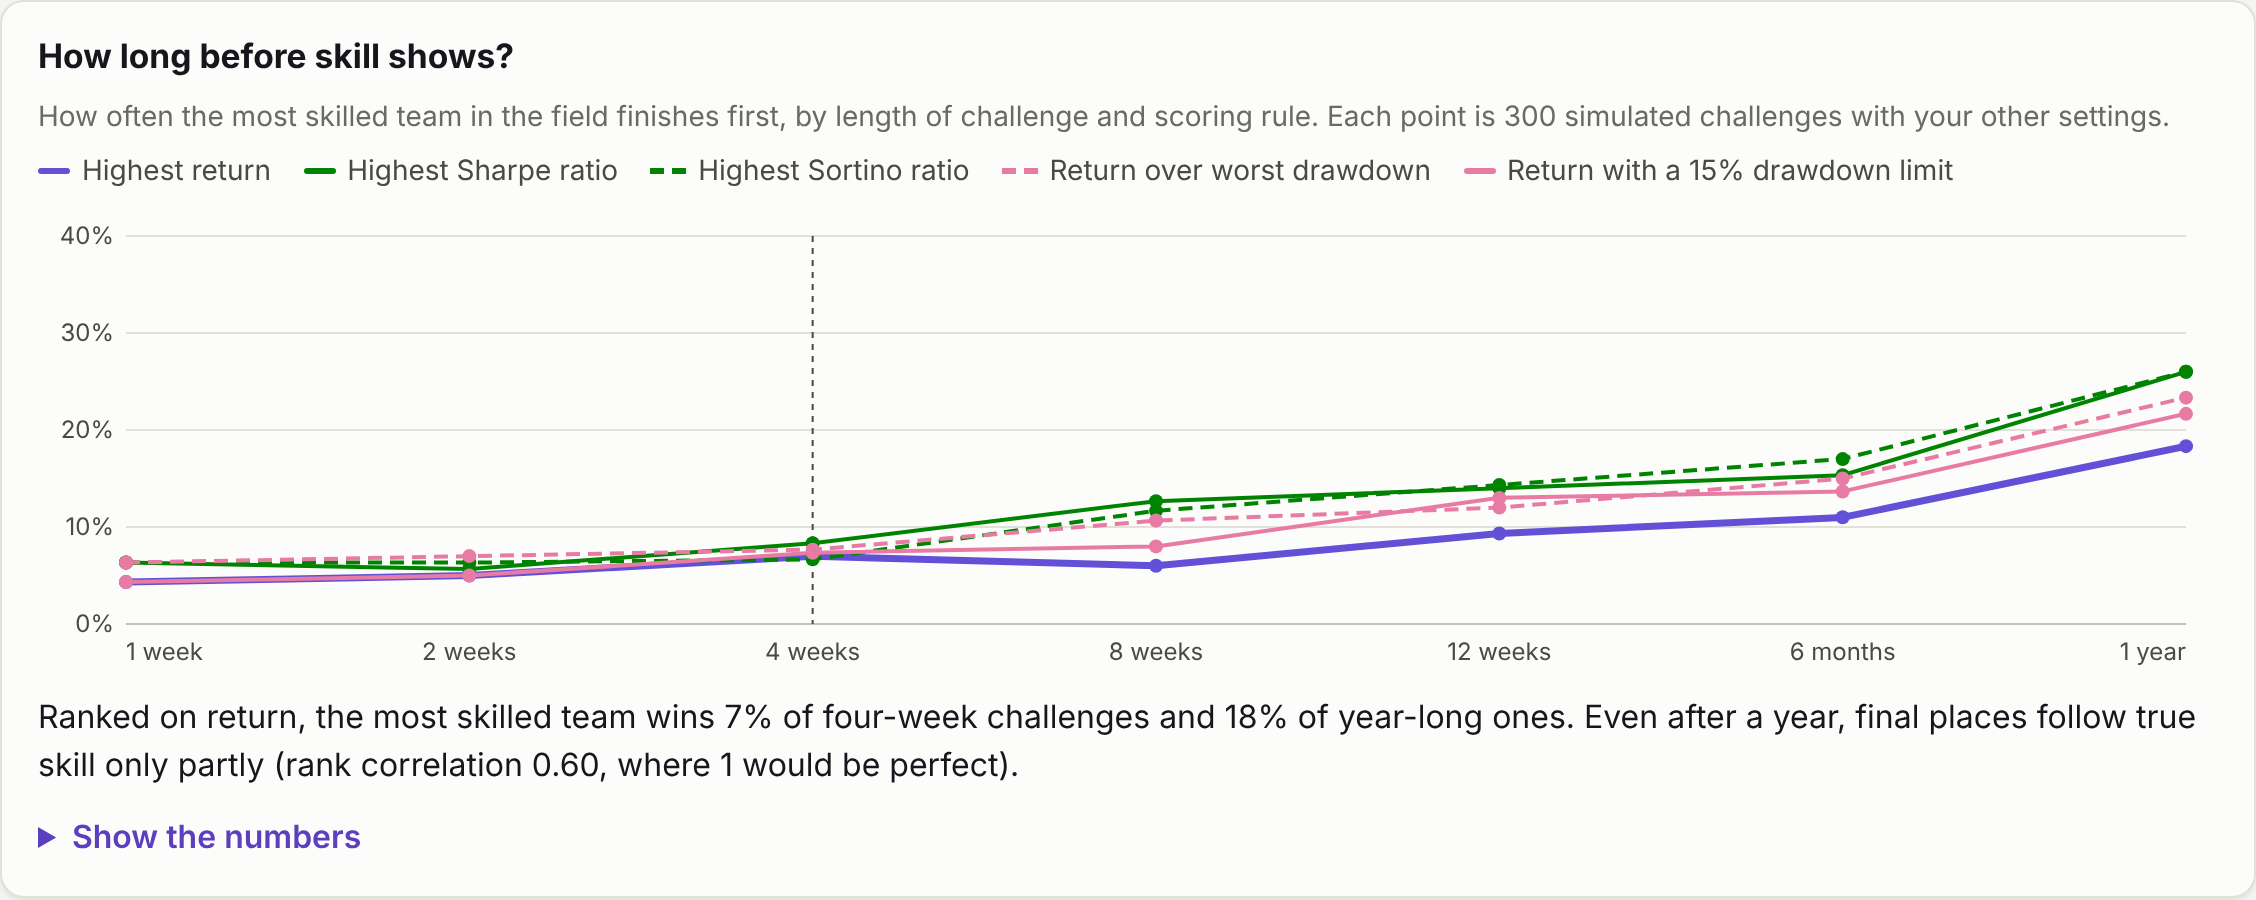 How long before skill shows?
How often the most skilled team in the field finishes first, by length of challenge and scoring rule. Each point is 300 simulated challenges with your other settings.
Highest return Highest Sharpe ratio Highest Sortino ratio Return over worst drawdown Return with a 15% drawdown limit
40%
30%
20%
10%
0%
1 week 2 weeks 4 weeks 8 weeks 12 weeks 6 months 1 year
Ranked on return, the most skilled team wins 7% of four-week challenges and 18% of year-long ones. Even after a year, final places follow true
skill only partly (rank correlation 0.60, where 1 would be perfect).
Show the numbers